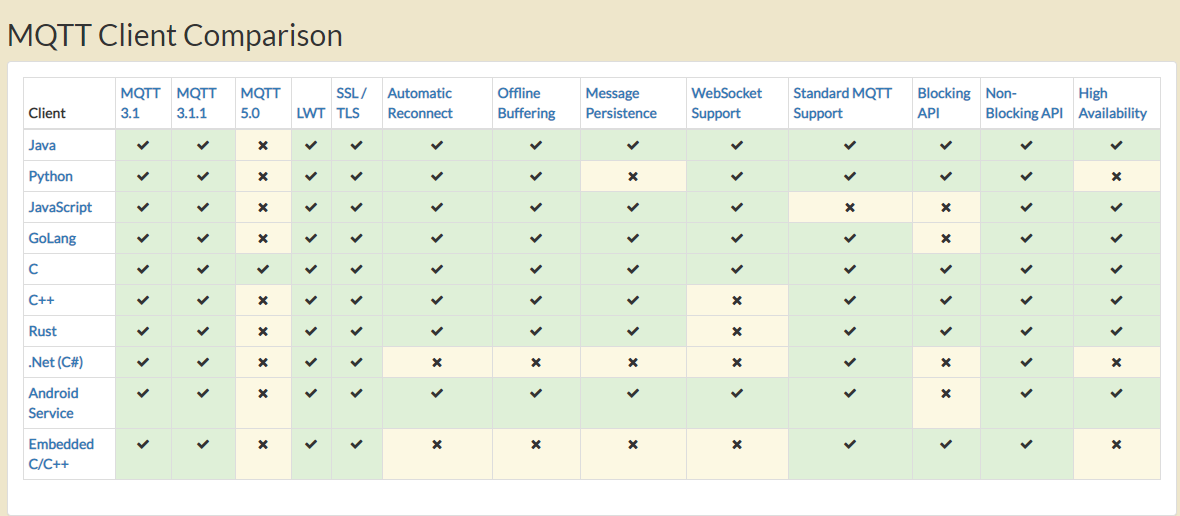 MQTT Client Comparison
Client MQTT 3.1 MQTT 3.1.1 MQTT 5.0 LWT SSL / TLS Automatic Reconnect Offline Buffering Message Persistence WebSocket Support Standard MQTT Support Blocking API Non-Blocking API High Availability
Java ✔ ✔ ✖ ✔ ✔ ✔ ✔ ✔ ✔ ✔ ✔ ✔ ✔
Python ✔ ✔ ✖ ✔ ✔ ✔ ✔ ✖ ✔ ✔ ✔ ✔ ✖
JavaScript ✔ ✔ ✖ ✔ ✔ ✔ ✔ ✔ ✔ ✖ ✖ ✔ ✔
GoLang ✔ ✔ ✖ ✔ ✔ ✔ ✔ ✔ ✔ ✔ ✖ ✔ ✔
C ✔ ✔ ✔ ✔ ✔ ✔ ✔ ✔ ✔ ✔ ✔ ✔ ✔
C++ ✔ ✔ ✖ ✔ ✔ ✔ ✔ ✔ ✖ ✔ ✔ ✔ ✔
Rust ✔ ✔ ✖ ✔ ✔ ✔ ✔ ✔ ✖ ✔ ✔ ✔ ✔
.Net (C#) ✔ ✔ ✖ ✔ ✔ ✖ ✖ ✖ ✖ ✔ ✖ ✔ ✖
Android Service ✔ ✔ ✖ ✔ ✔ ✔ ✔ ✔ ✔ ✔ ✖ ✔ ✔
Embedded C/C++ ✔ ✔ ✖ ✔ ✔ ✖ ✖ ✖ ✖ ✔ ✔ ✔ ✖